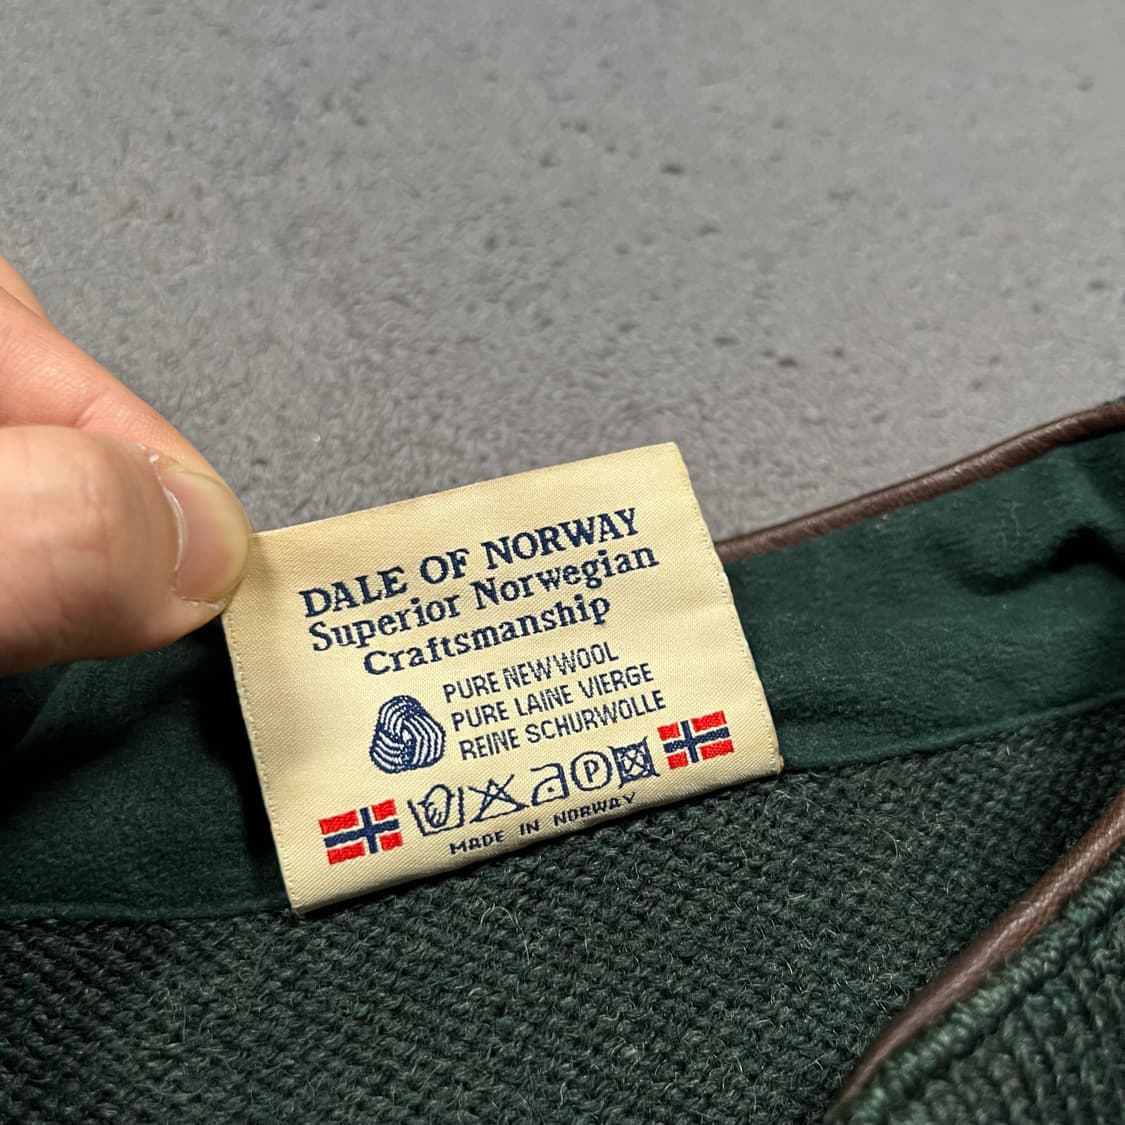 DALE OF NORWAY
Superior Norwegian
Craftsmanship
PURE NEW WOOL
PURE LAINE VIERGE
REINE SCHURWOLLE
P
MADE IN NORWAY